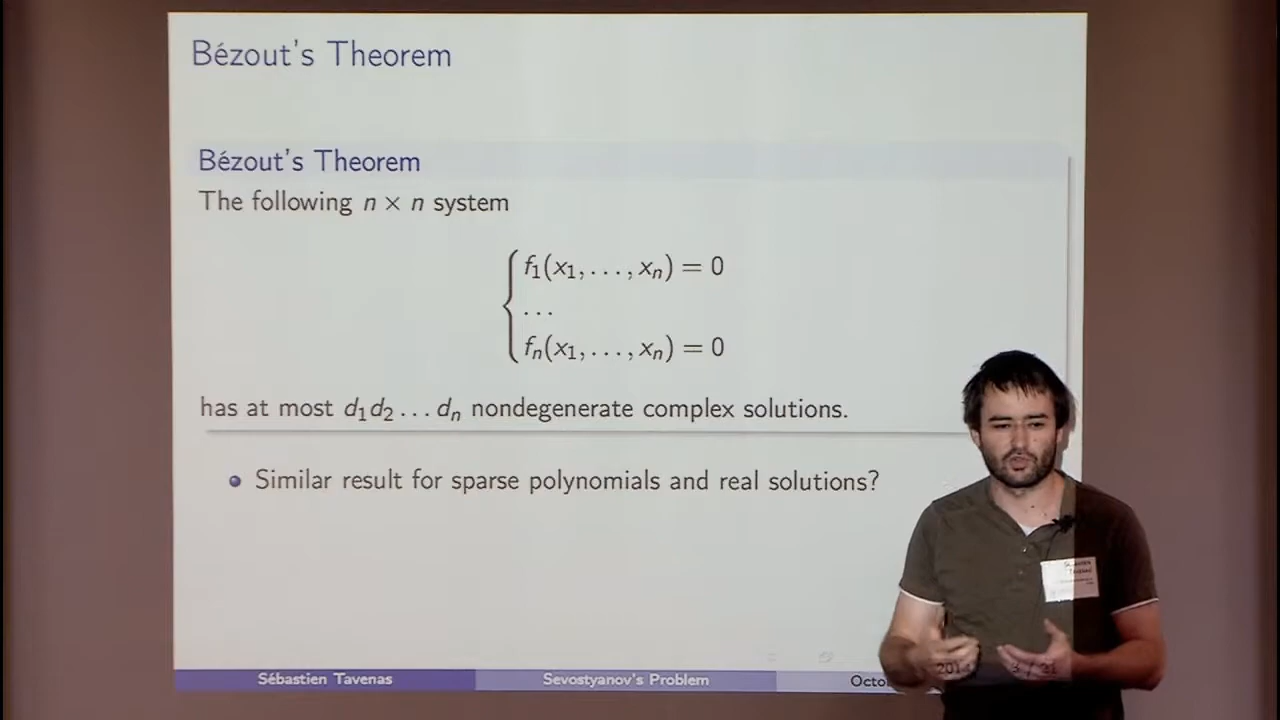 Bézout's Theorem
Bézout's Theorem
The following n × n system
f₁(x₁, . . . , xₙ) = 0
. . .
fₙ(x₁, . . . , xₙ) = 0
has at most d₁d₂ . . . dₙ nondegenerate complex solutions.
Similar result for sparse polynomials and real solutions?
Sébastien Tavenas
Sevostyanov's Problem